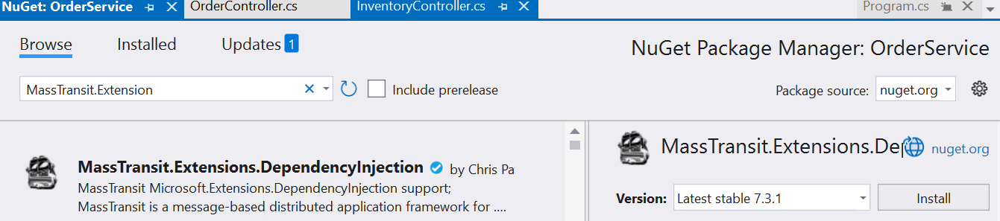 NuGet: OrderService
OrderController.cs
InventoryController.cs
Program.cs
Browse
Installed
Updates 1
NuGet Package Manager: OrderService
MassTransit.Extension
Include prerelease
Package source: nuget.org
MassTransit.Extensions.DependencyInjection by Chris Pa
MassTransit Microsoft.Extensions.DependencyInjection support;
MassTransit is a message-based distributed application framework for ....
MassTransit.Extensions.Dep
nuget.org
Version: Latest stable 7.3.1
Install